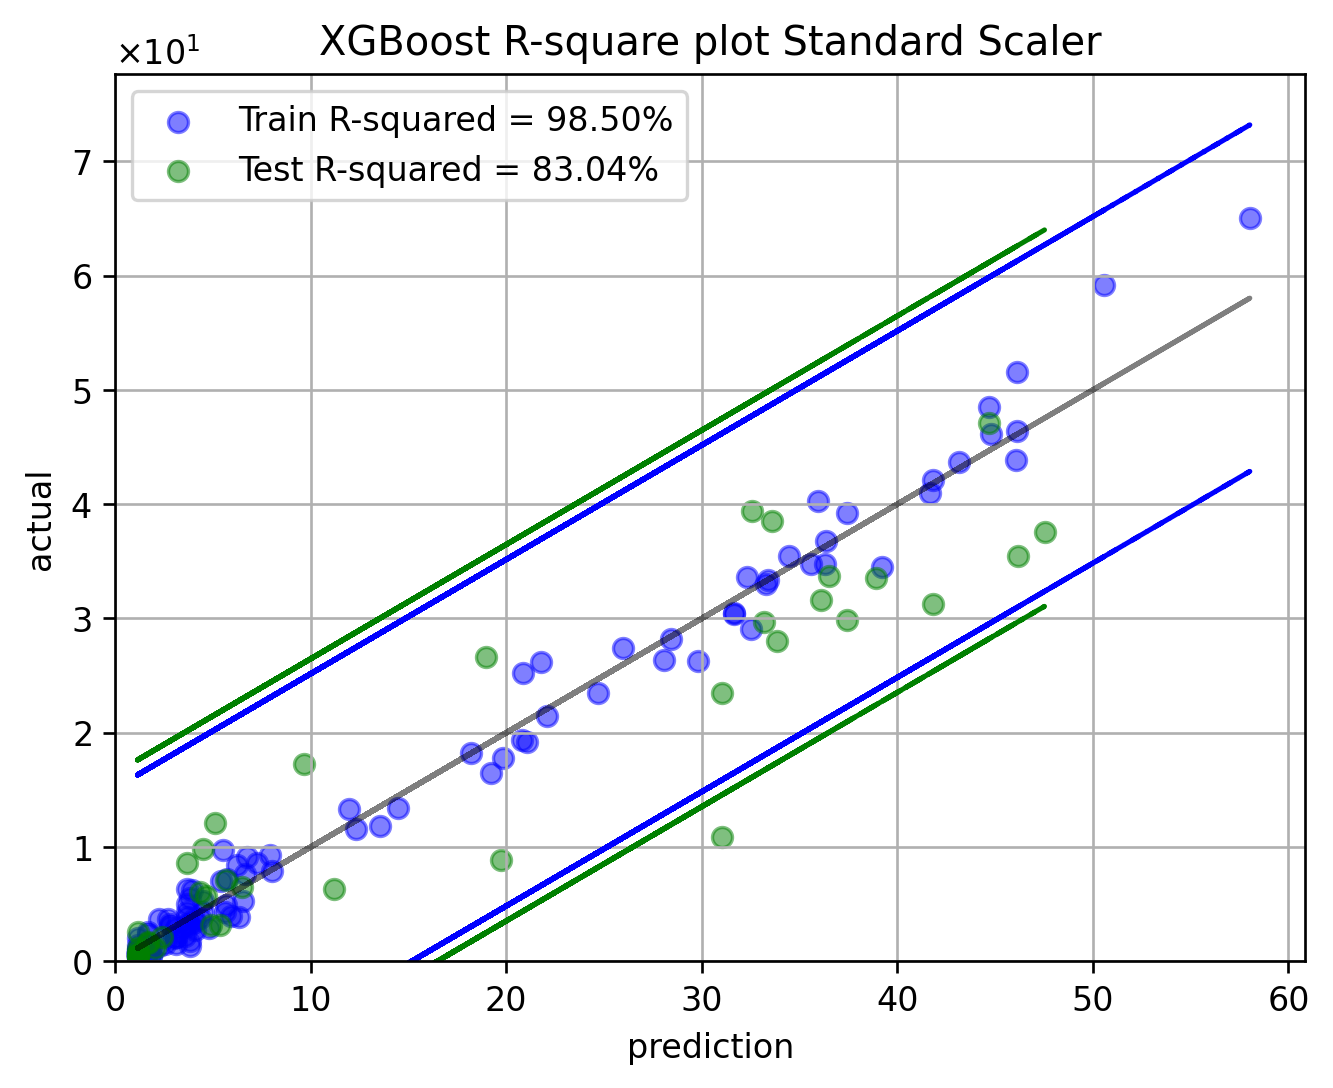 XGBoost R-square plot Standard Scaler
×10¹
Train R-squared = 98.50%
Test R-squared = 83.04%
7
6
5
4
3
2
1
0
actual
0 10 20 30 40 50 60
prediction